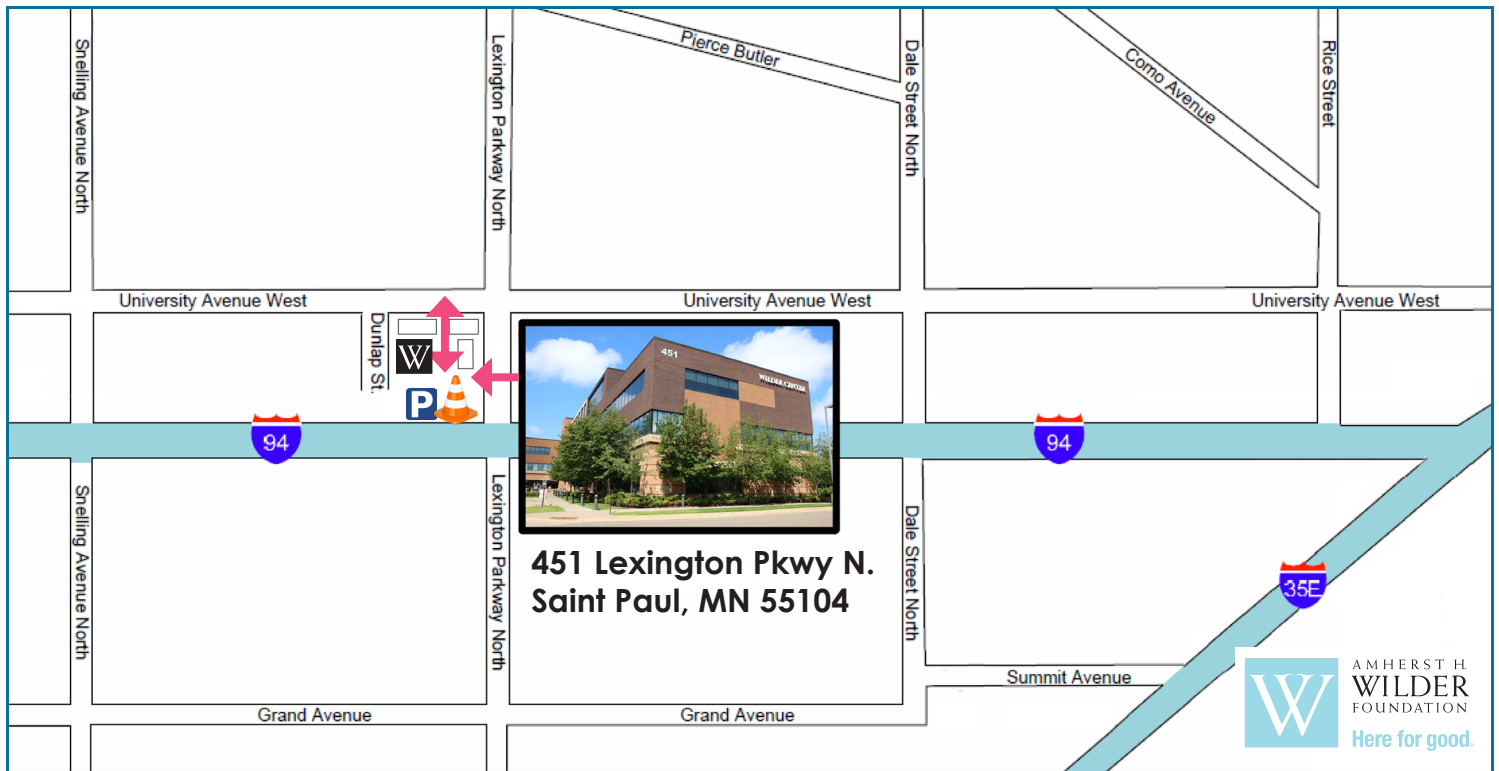 Snelling Avenue North
Lexington Parkway North
Pierce Butler
Dale Street North
Como Avenue
Rice Street
University Avenue West
University Avenue West
University Avenue West
Dunlap St.
W
P
451
WILDER CENTER
94
94
Snelling Avenue North
Lexington Parkway North
Dale Street North
451 Lexington Pkwy N.
Saint Paul, MN 55104
35E
Summit Avenue
Grand Avenue
Grand Avenue
W
AMHERST H.
WILDER
FOUNDATION
Here for good.